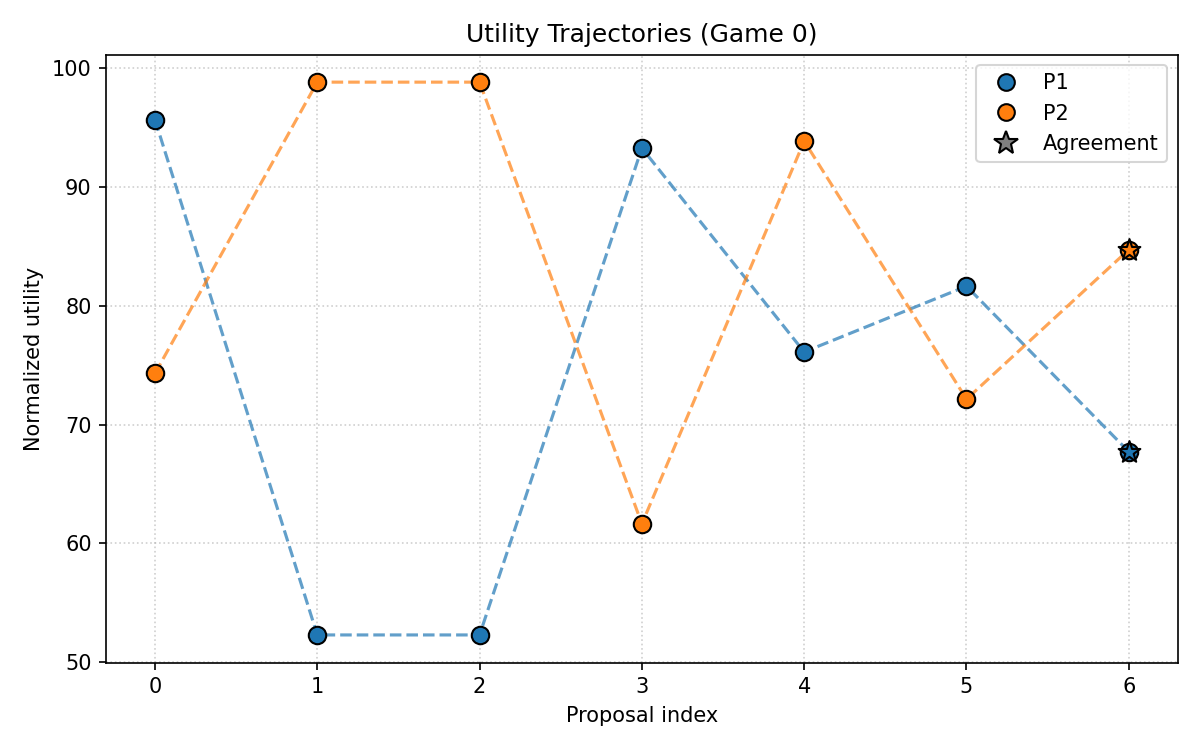 Utility Trajectories (Game 0)
Normalized utility
100
90
80
70
60
50
P1
P2
Agreement
0 1 2 3 4 5 6
Proposal index